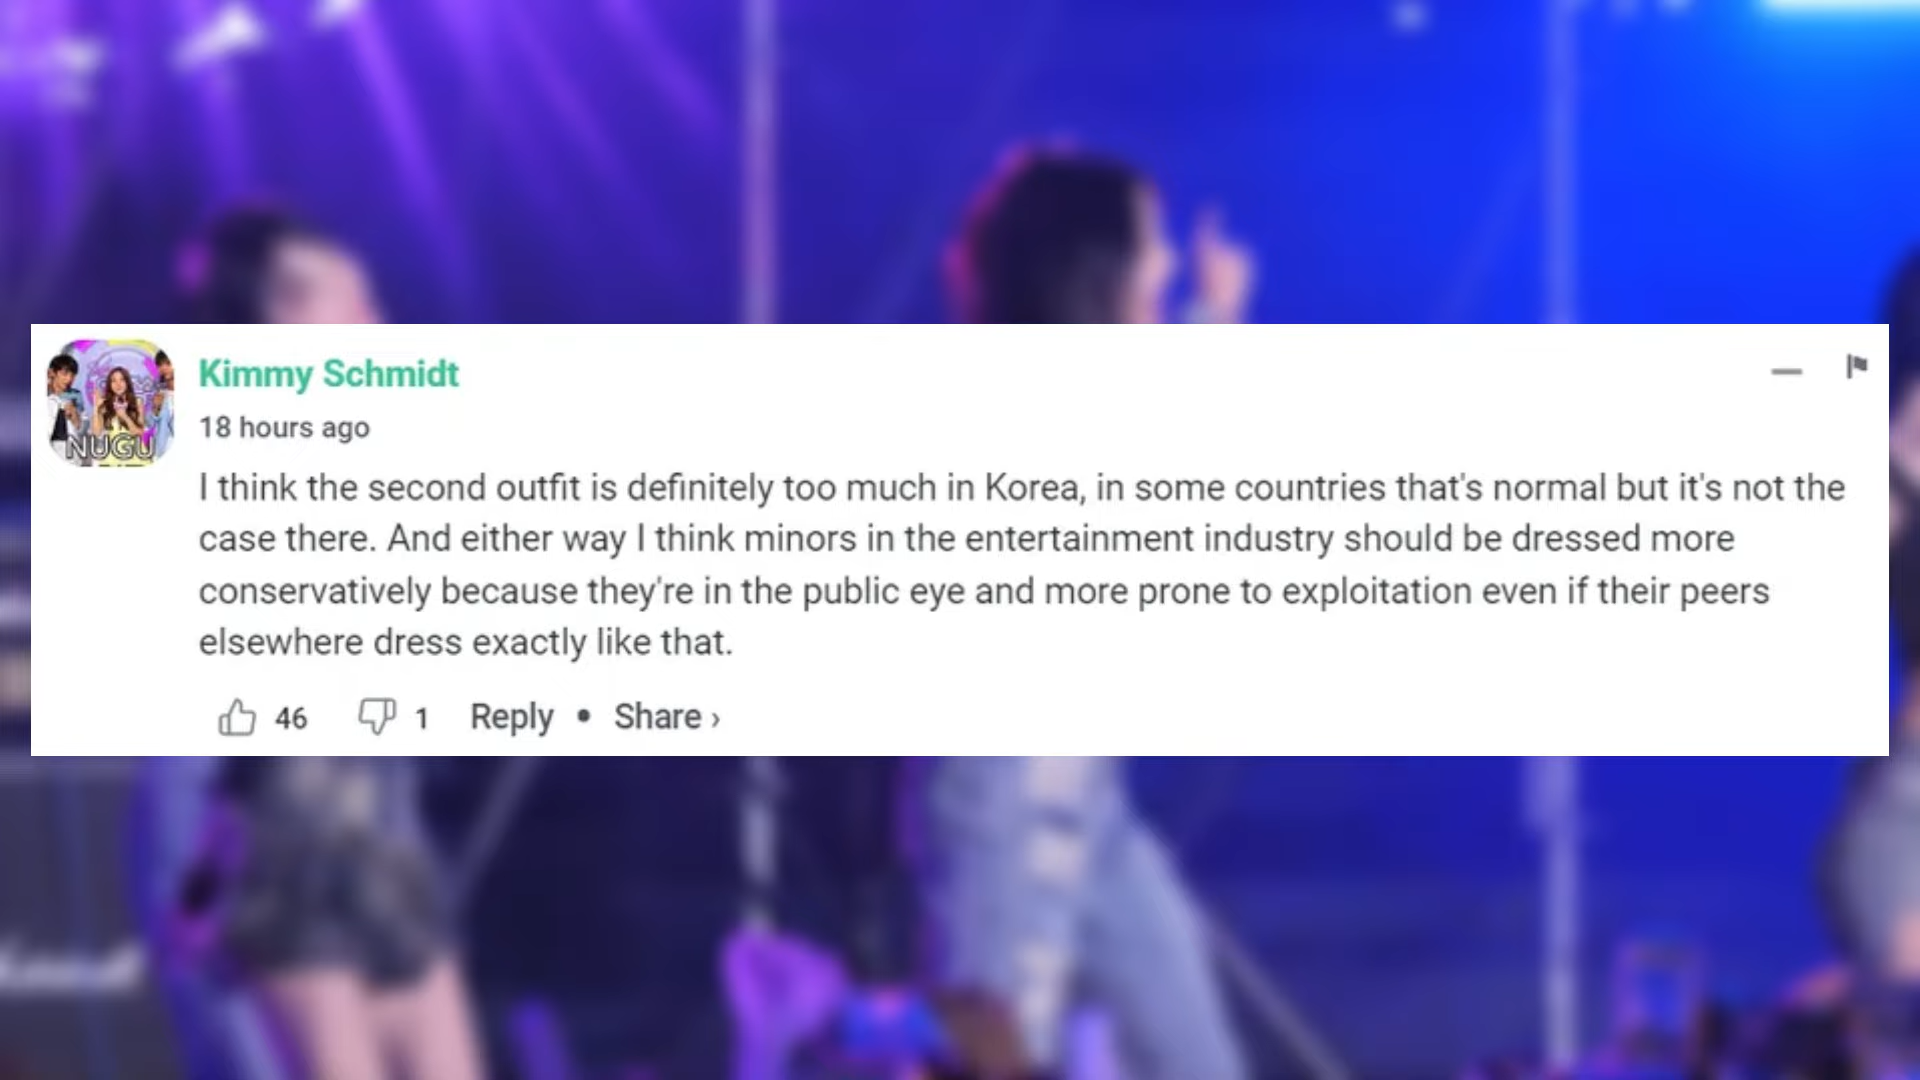 Kimmy Schmidt
18 hours ago
I think the second outfit is definitely too much in Korea, in some countries that's normal but it's not the
case there. And either way I think minors in the entertainment industry should be dressed more
conservatively because they're in the public eye and more prone to exploitation even if their peers
elsewhere dress exactly like that.
46 1 Reply • Share ›
NUGU